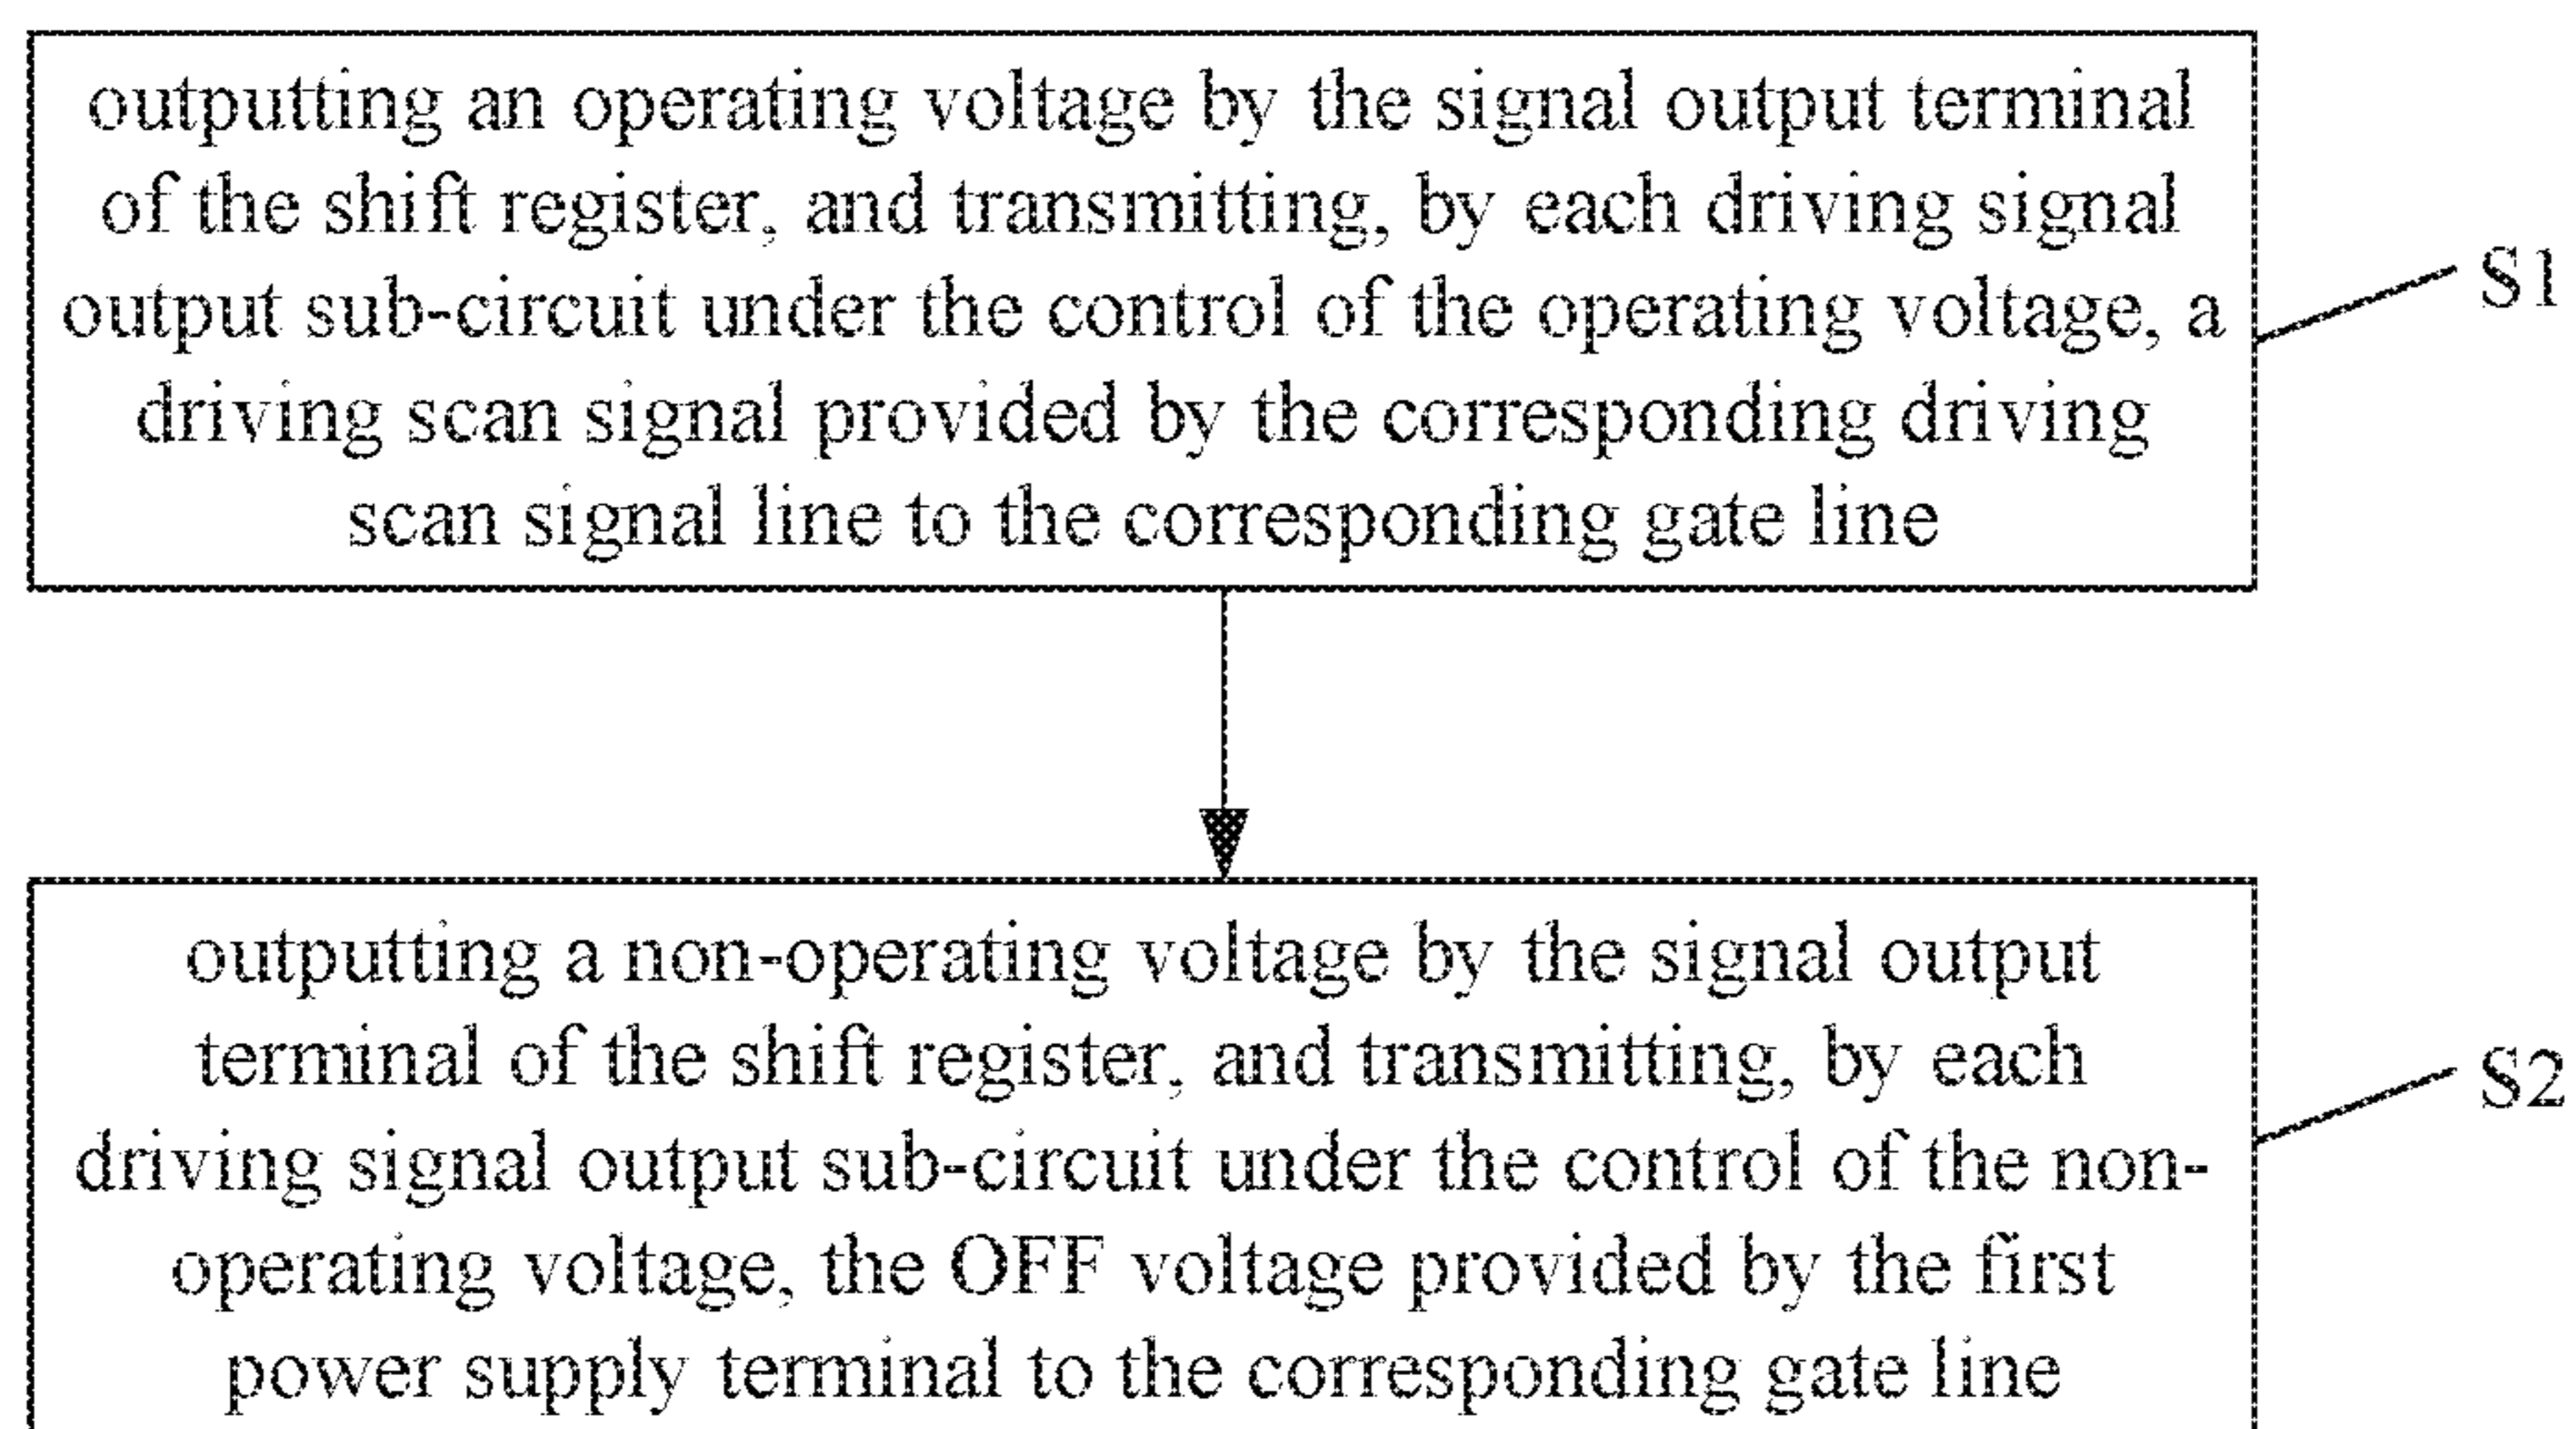 outputting an operating voltage by the signal output terminal
of the shift register, and transmitting, by each driving signal
output sub-circuit under the control of the operating voltage, a
driving scan signal provided by the corresponding driving
scan signal line to the corresponding gate line
S1
outputting a non-operating voltage by the signal output
terminal of the shift register, and transmitting, by each
driving signal output sub-circuit under the control of the non-
operating voltage, the OFF voltage provided by the first
power supply terminal to the corresponding gate line
S2